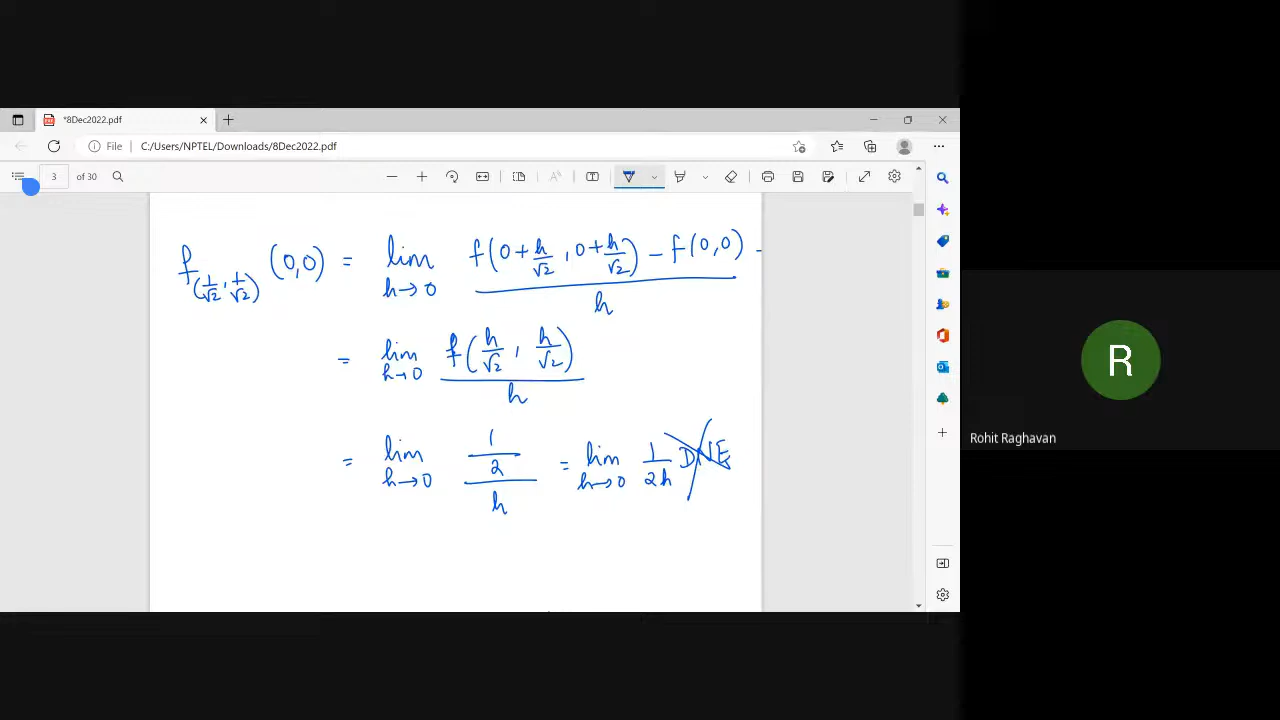 *8Dec2022.pdf
File C:/Users/NPTEL/Downloads/8Dec2022.pdf
3 of 30
f_(1/√2, 1/√2) (0,0) = lim h→0 f(0+h/√2, 0+h/√2) − f(0,0) / h
= lim h→0 f(h/√2, h/√2) / h
= lim h→0 1/2 / h = lim h→0 1/2h DNE
R
Rohit Raghavan